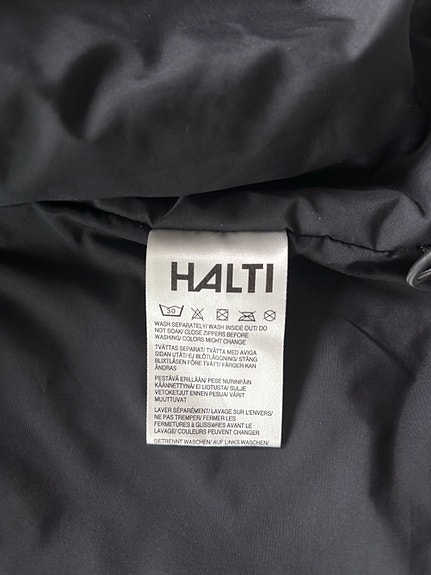 HALTI
30
WASH SEPARATELY/ WASH INSIDE OUT/ DO
NOT SOAK/ CLOSE ZIPPERS BEFORE
WASHING/ COLORS MIGHT CHANGE
TVÄTTAS SEPARAT/ TVÄTTA MED AVIGA
SIDAN UTÅT/ EJ BLÖTLÄGGNING/ STÄNG
BLIXTLÅSEN FÖRE TVÄTT/ FÄRGER KAN
ÄNDRAS
PESTÄVÄ ERILLÄÄN/ PESE NURINPÄIN
KÄÄNNETTYNÄ/ EI LIOTUSTA/ SULJE
VETOKETJUT ENNEN PESUA/ VÄRIT
MUUTTUVAT
LAVER SÉPARÉMENT/ LAVAGE SUR L'ENVERS/
NE PAS TREMPER/ FERMER LES
FERMETURES à GLISSIèRES AVANT LE
LAVAGE/ COULEURS PEUVENT CHANGER
GETRENNT WASCHEN/ AUF LINKS WASCHEN/